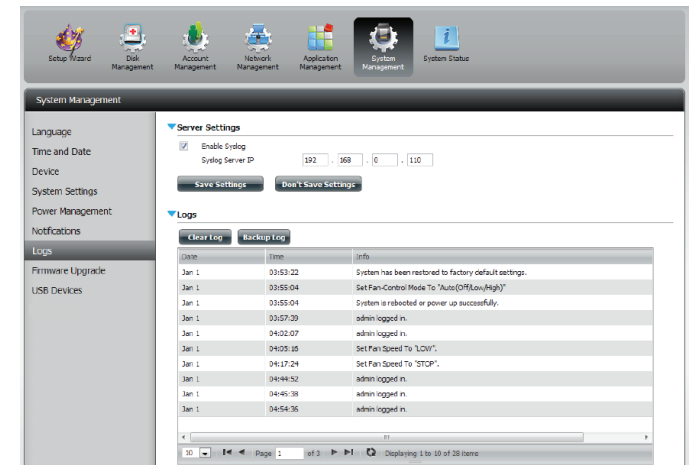 Setup Wizard
Disk Management
Account Management
Network Management
Application Management
System Management
System Status
System Management
Language
Time and Date
Device
System Settings
Power Management
Notifications
Logs
Firmware Upgrade
USB Devices
Server Settings
Enable Syslog
Syslog Server IP 192 . 168 . 0 . 110
Save Settings Don't Save Settings
Logs
Clear Log Backup Log
Date Time Info
Jan 1 03:53:22 System has been restored to factory default settings.
Jan 1 03:55:04 Set Fan-Control Mode To "Auto(Off/Low/High)"
Jan 1 03:55:04 System is rebooted or power up successfully.
Jan 1 03:57:39 admin logged in.
Jan 1 04:02:07 admin logged in.
Jan 1 04:05:16 Set Fan Speed To "LOW".
Jan 1 04:17:24 Set Fan Speed To "STOP".
Jan 1 04:44:52 admin logged in.
Jan 1 04:45:38 admin logged in.
Jan 1 04:54:36 admin logged in.
10 Page 1 of 3 Displaying 1 to 10 of 28 items